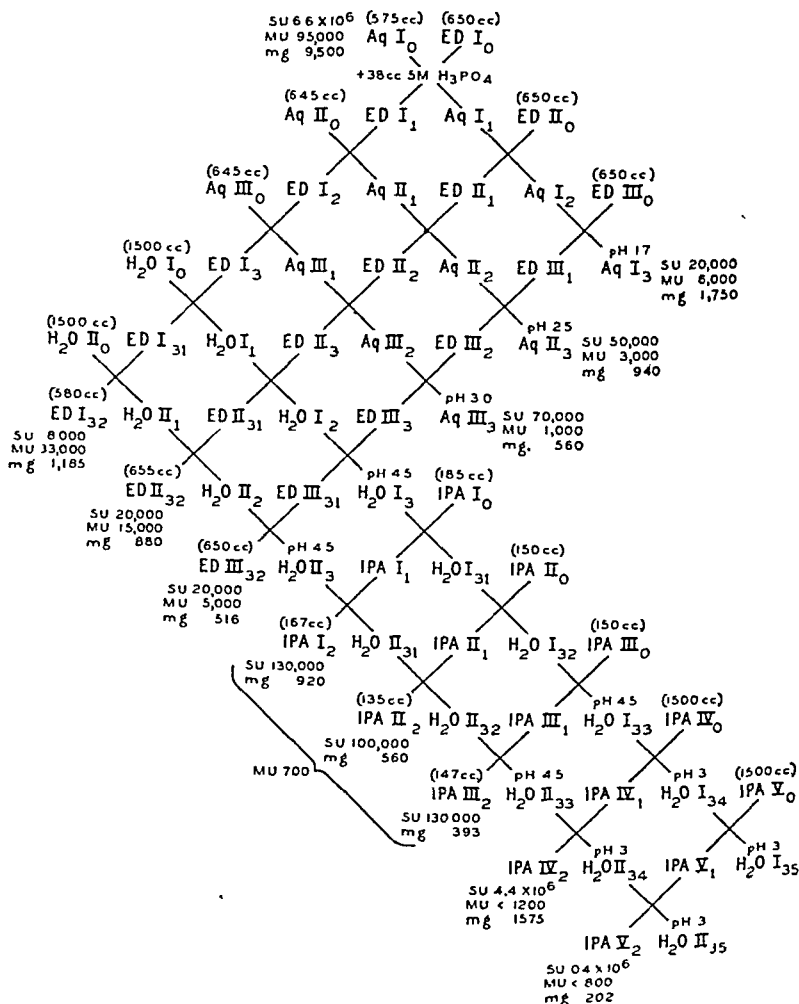 SU 6.6 × 10⁶ (575cc) (650cc)
MU 95,000 Aq I₀ ED I₀
mg 9,500
+38cc 5M H₃PO₄
(645cc) (650cc)
Aq II₀ ED I₁ Aq I₁ ED II₀
(645cc) (650cc)
Aq III₀ ED I₂ Aq II₁ ED II₁ Aq I₂ ED III₀
(1500cc) pH 1.7
H₂O I₀ ED I₃ Aq III₁ ED II₂ Aq II₂ ED III₁ Aq I₃ SU 20,000
MU 6,000
mg 1,750
(1500cc) pH 2.5
H₂O II₀ ED I₃₁ H₂O I₁ ED II₃ Aq III₂ ED III₂ Aq II₃ SU 50,000
MU 3,000
mg 940
(580cc) pH 3.0
ED I₃₂ H₂O II₁ ED II₃₁ H₂O I₂ ED III₃ Aq III₃ SU 70,000
MU 1,000
mg. 560
SU 8000
MU 33,000
mg 1,185
(655cc) pH 4.5 (185cc)
ED II₃₂ H₂O II₂ ED III₃₁ H₂O I₃ IPA I₀
SU 20,000
MU 15,000
mg 880
(650cc) pH 4.5 (150cc)
ED III₃₂ H₂O II₃ IPA I₁ H₂O I₃₁ IPA II₀
SU 20,000
MU 5,000
mg 516
(167cc) (150cc)
IPA I₂ H₂O II₃₁ IPA II₁ H₂O I₃₂ IPA III₀
SU 130,000
mg 920
(135cc) pH 4.5 (1500cc)
IPA II₂ H₂O II₃₂ IPA III₁ H₂O I₃₃ IPA IV₀
SU 100,000
mg 560
MU 700
(147cc) pH 4.5 pH 3 (1500cc)
IPA III₂ H₂O II₃₃ IPA IV₁ H₂O I₃₄ IPA V₀
SU 130000
mg 393
pH 3 pH 3
IPA IV₂ H₂O II₃₄ IPA V₁ H₂O I₃₅
SU 4.4 × 10⁶
MU < 1200
mg 1575
pH 3
IPA V₂ H₂O II₃₅
SU 0.4 × 10⁶
MU < 800
mg 202